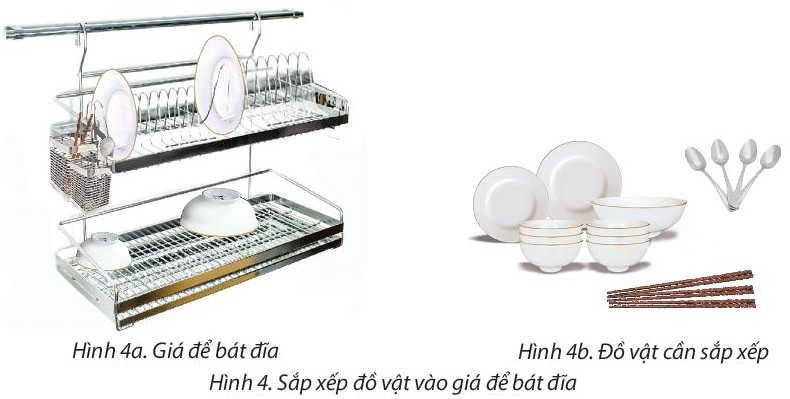 Hình 4a. Giá để bát đĩa
Hình 4b. Đồ vật cần sắp xếp
Hình 4. Sắp xếp đồ vật vào giá để bát đĩa